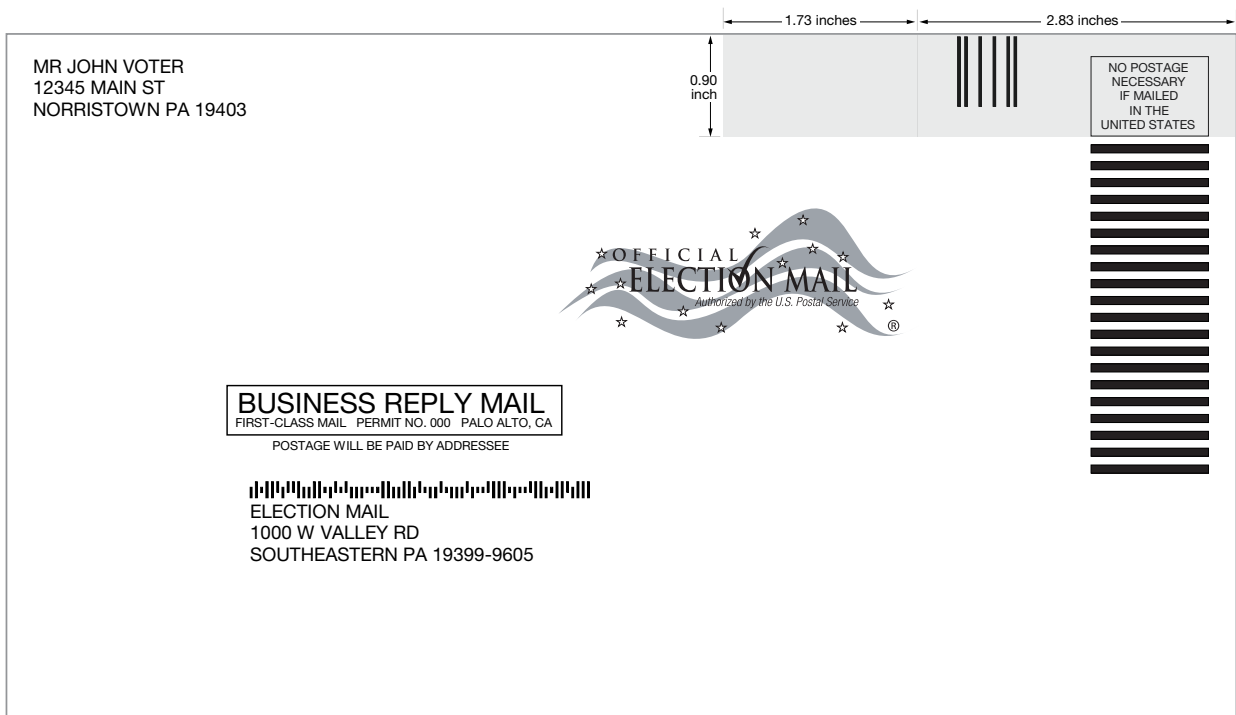 1.73 inches
2.83 inches
0.90
inch
MR JOHN VOTER
12345 MAIN ST
NORRISTOWN PA 19403
NO POSTAGE
NECESSARY
IF MAILED
IN THE
UNITED STATES
OFFICIAL
ELECTION MAIL
Authorized by the U.S. Postal Service
®
BUSINESS REPLY MAIL
FIRST-CLASS MAIL PERMIT NO. 000 PALO ALTO, CA
POSTAGE WILL BE PAID BY ADDRESSEE
ELECTION MAIL
1000 W VALLEY RD
SOUTHEASTERN PA 19399-9605